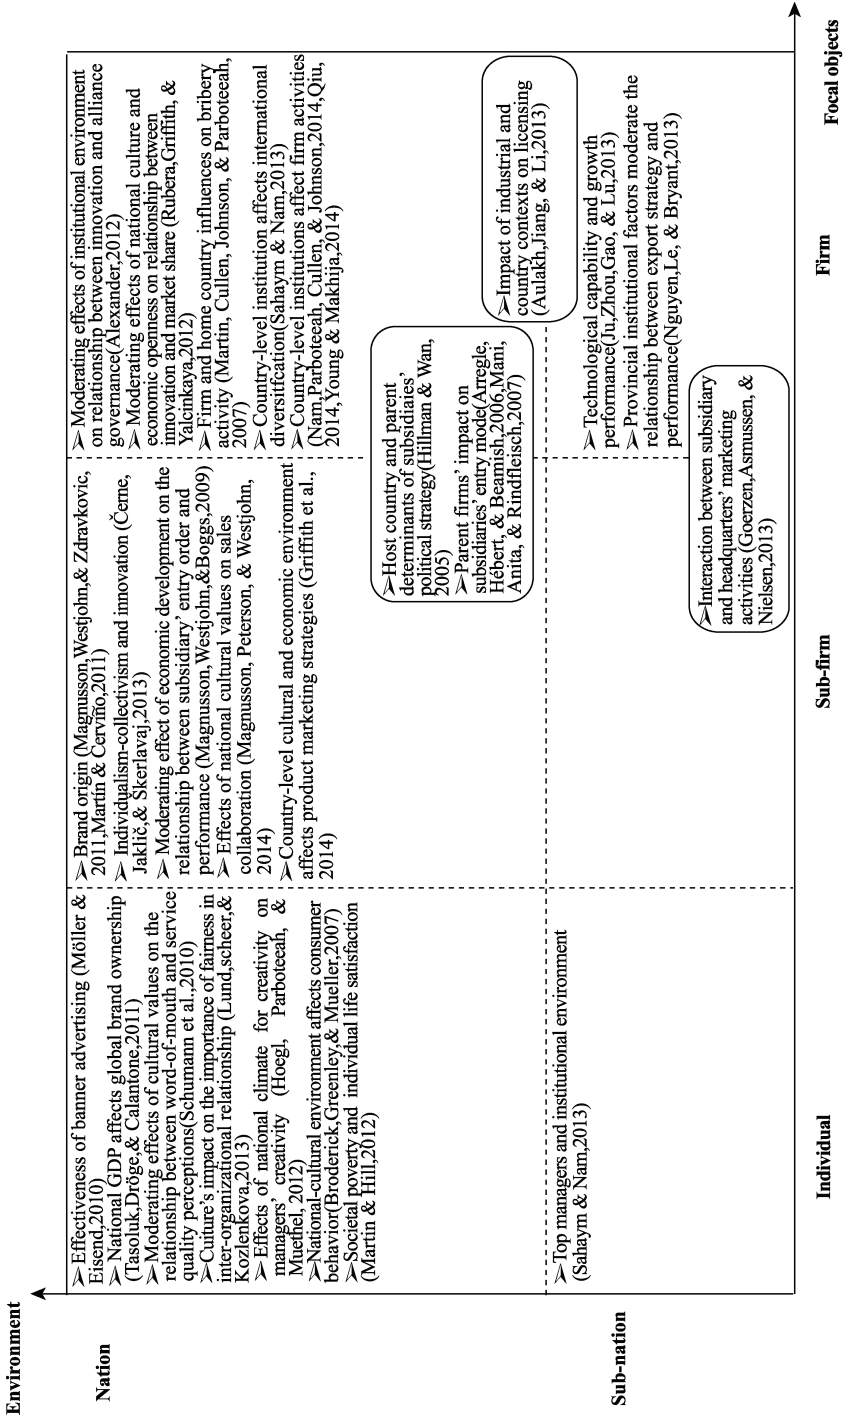 Environment
Nation
➢Effectiveness of banner advertising (Möller &
Eisend,2010)
➢National GDP affects global brand ownership
(Tasoluk,Dröge,& Calantone,2011)
➢Moderating effects of cultural values on the
relationship between word-of-mouth and service
quality perceptions(Schumann et al.,2010)
➢Cuiture's impact on the importance of fairness in
inter-organizational relationship (Lund,scheer,&
Kozlenkova,2013)
➢Effects of national climate for creativity on
managers' creativity (Hoegl, Parboteeah, &
Muethel, 2012)
➢National-cultural environment affects consumer
behavior(Broderick,Greenley,& Mueller,2007)
➢Societal poverty and individual life satisfaction
(Martin & Hill,2012)
➢Brand origin (Magnusson,Westjohn,& Zdravkovic,
2011,Martín & Cerviño,2011)
➢Individualism-collectivism and innovation (Černe,
Jaklič,& Škerlavaj,2013)
➢Moderating effect of economic development on the
relationship between subsidiary' entry order and
performance (Magnusson,Westjohn,&Boggs,2009)
➢Effects of national cultural values on sales
collaboration (Magnusson, Peterson, & Westjohn,
2014)
➢Country-level cultural and economic environment
affects product marketing strategies (Griffith et al.,
2014)
➢Moderating effects of institutional environment
on relationship between innovation and alliance
governance(Alexander,2012)
➢Moderating effects of national culture and
economic openness on relationship between
innovation and market share (Rubera,Griffith, &
Yalcinkaya,2012)
➢Firm and home country influences on bribery
activity (Martin, Cullen, Johnson, & Parboteeah,
2007)
➢Country-level institution affects international
diversitfcation(Sahaym & Nam,2013)
➢Country-level institutions affect firm activities
(Nam,Parboteeah, Cullen, & Johnson,2014,Qiu,
2014,Young & Makhija,2014)
➢Host country and parent
determinants of subsidiaies'
political strategy(Hillman & Wan,
2005)
➢Parent firms' impact on
subsidiaries' entry mode(Arregle,
Hébert, & Beamish,2006,Mani,
Anita, & Rindfleisch,2007)
➢Impact of industrial and
country contexts on licensing
(Aulakh,Jiang, & Li,2013)
Sub-nation
➢Top managers and institutional environment
(Sahaym & Nam,2013)
➢Technological capability and growth
performance(Ju,Zhou,Gao, & Lu,2013)
➢Provincial institutional factors moderate the
relationship between export strategy and
performance(Nguyen,Le, & Bryant,2013)
➢Interaction between subsidiary
and headquarters' marketing
activities (Goerzen,Asmussen, &
Nielsen,2013)
Individual
Sub-firm
Firm
Focal objects